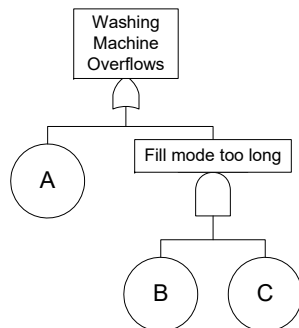 Washing
Machine
Overflows
A
Fill mode too long
B
C